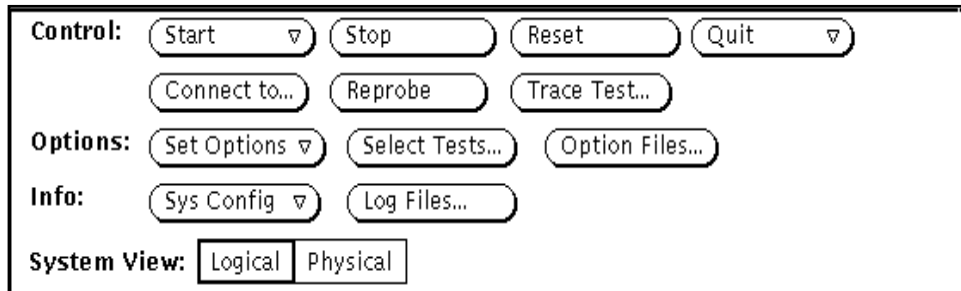 Control: Start Stop Reset Quit
Connect to... Reprobe Trace Test...
Options: Set Options Select Tests... Option Files...
Info: Sys Config Log Files...
System View: Logical Physical